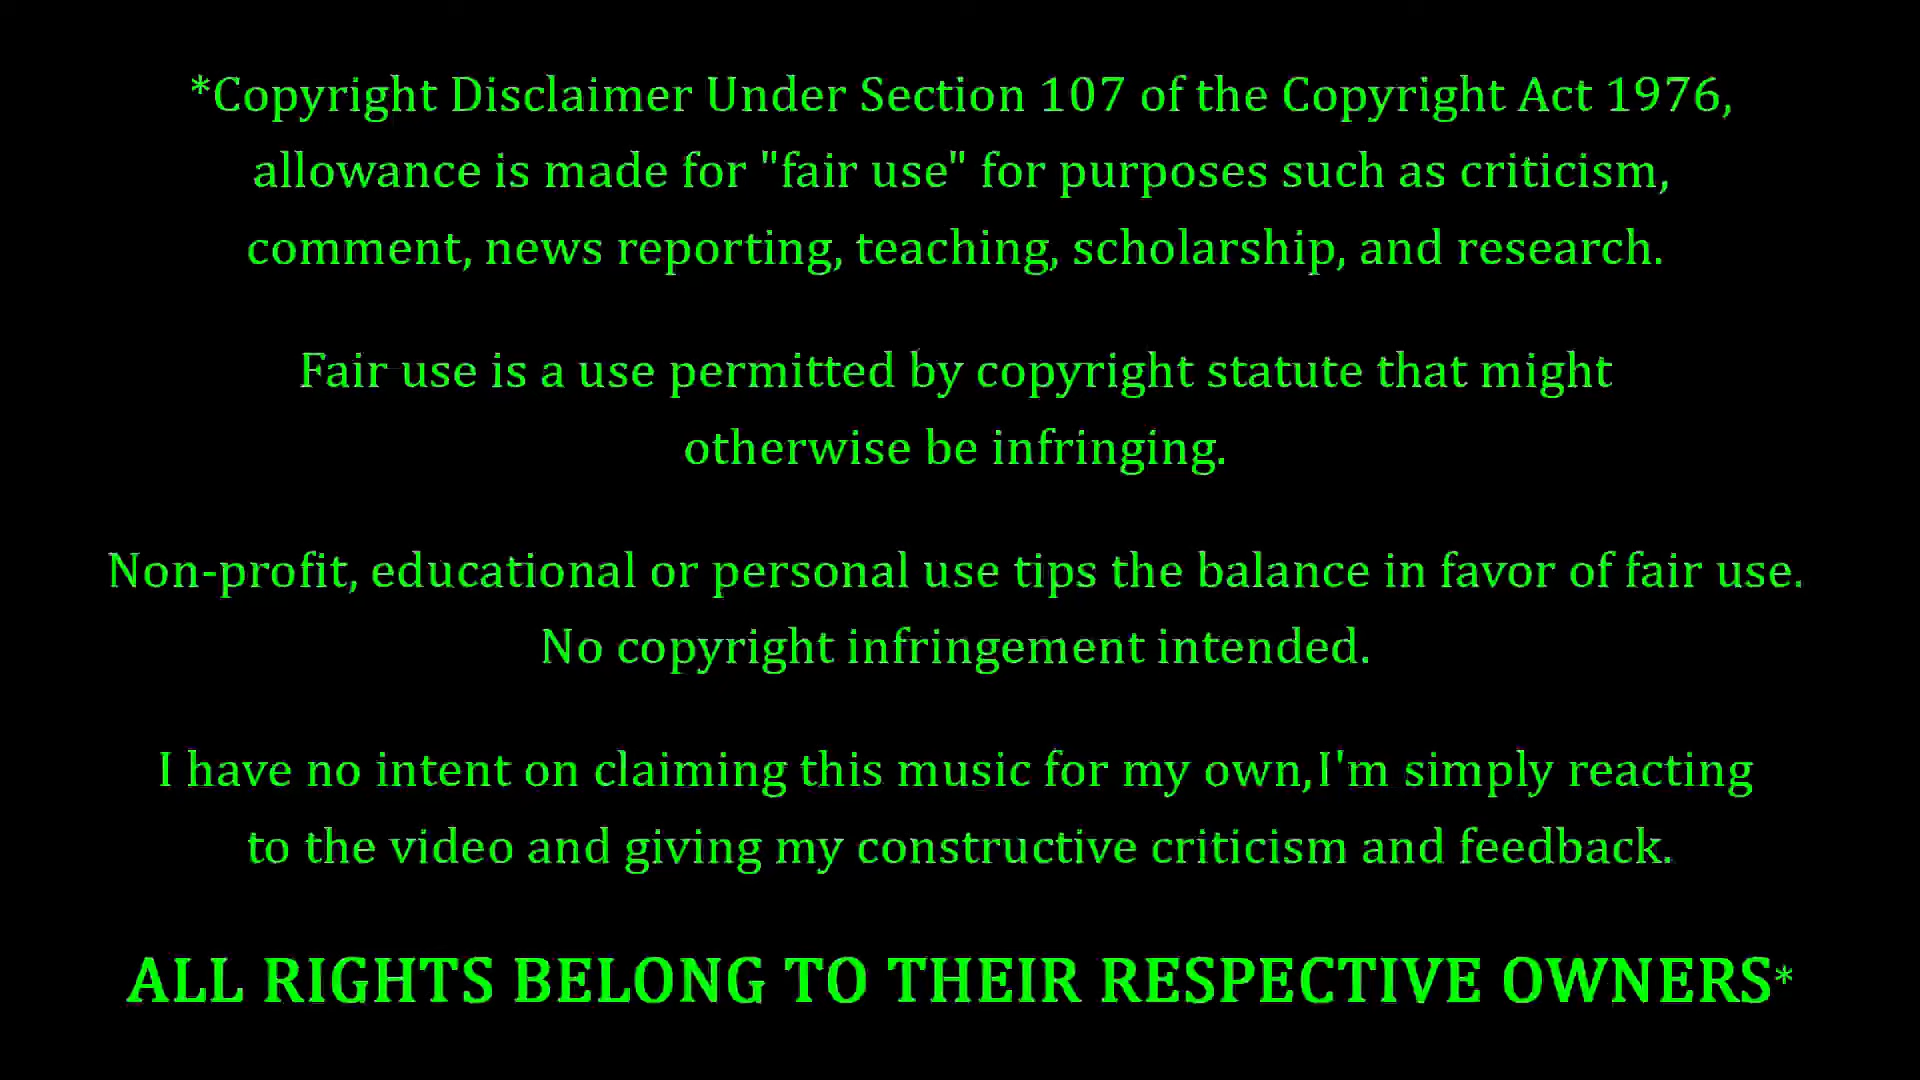 *Copyright Disclaimer Under Section 107 of the Copyright Act 1976,
allowance is made for "fair use" for purposes such as criticism,
comment, news reporting, teaching, scholarship, and research.
Fair use is a use permitted by copyright statute that might
otherwise be infringing.
Non-profit, educational or personal use tips the balance in favor of fair use.
No copyright infringement intended.
I have no intent on claiming this music for my own,I'm simply reacting
to the video and giving my constructive criticism and feedback.
ALL RIGHTS BELONG TO THEIR RESPECTIVE OWNERS*